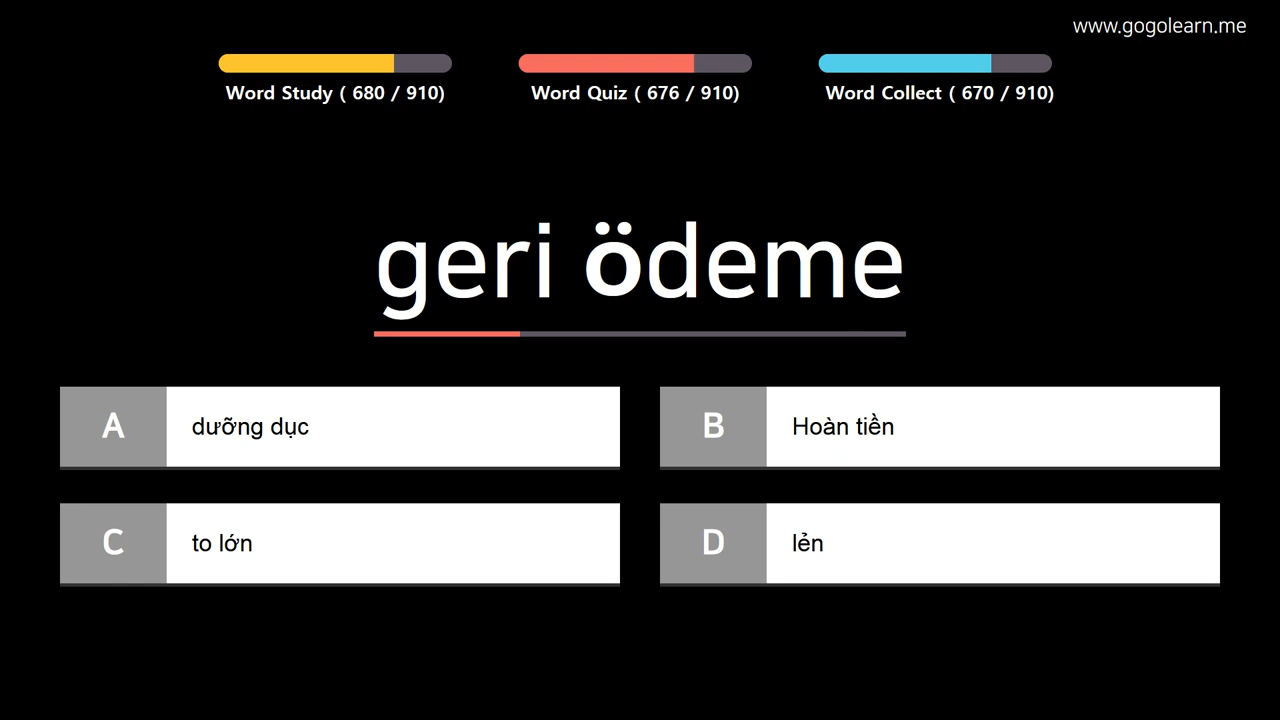 www.gogolearn.me
Word Study ( 680 / 910)
Word Quiz ( 676 / 910)
Word Collect ( 670 / 910)
geri ödeme
A
dưỡng dục
B
Hoàn tiền
C
to lớn
D
lẻn